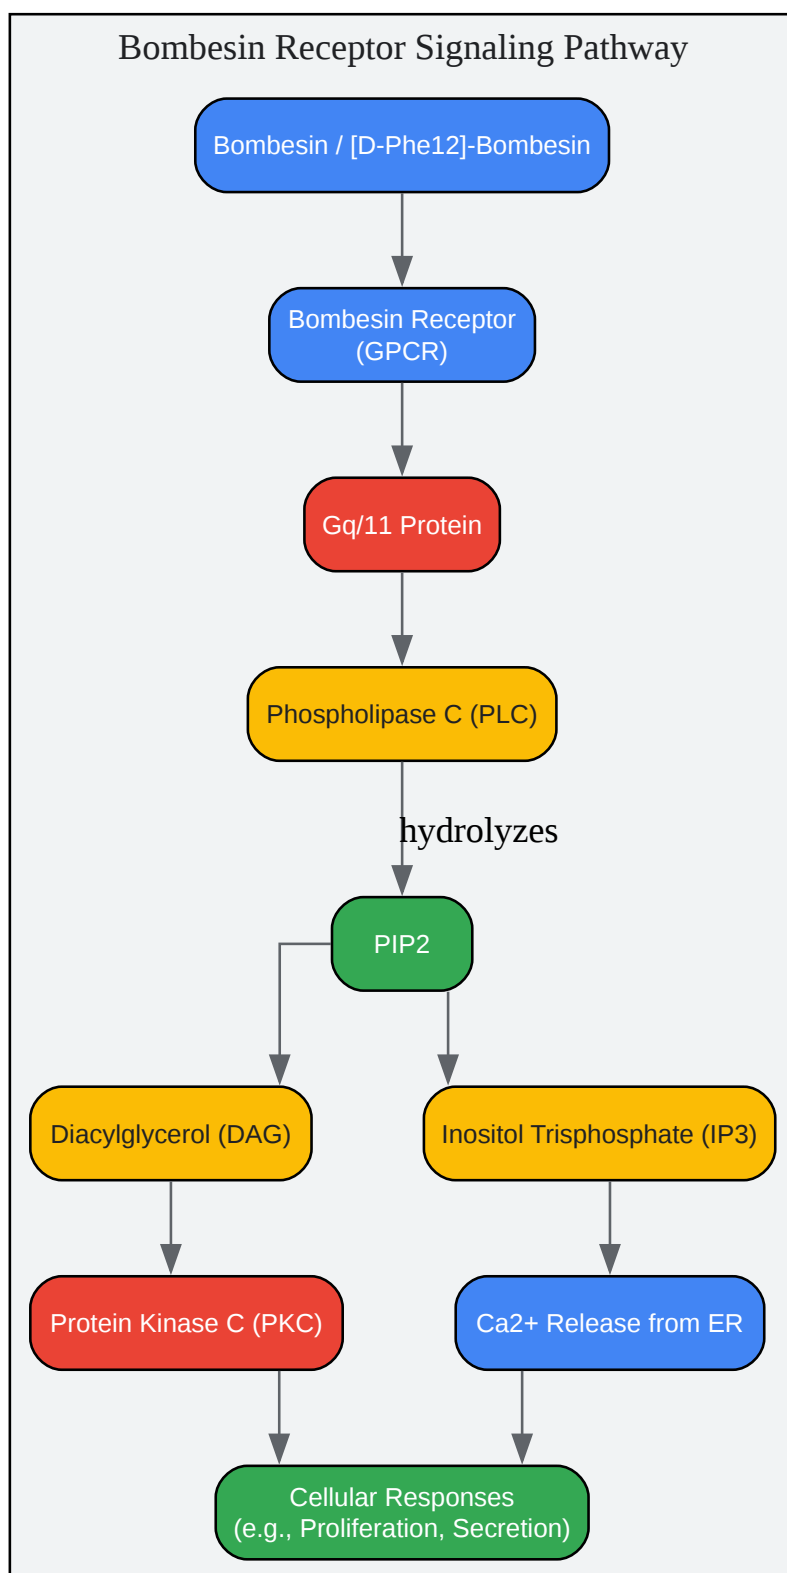 Bombesin Receptor Signaling Pathway
Bombesin / [D-Phe12]-Bombesin
Bombesin Receptor
(GPCR)
Gq/11 Protein
Phospholipase C (PLC)
hydrolyzes
PIP2
Diacylglycerol (DAG)
Inositol Trisphosphate (IP3)
Protein Kinase C (PKC)
Ca2+ Release from ER
Cellular Responses
(e.g., Proliferation, Secretion)